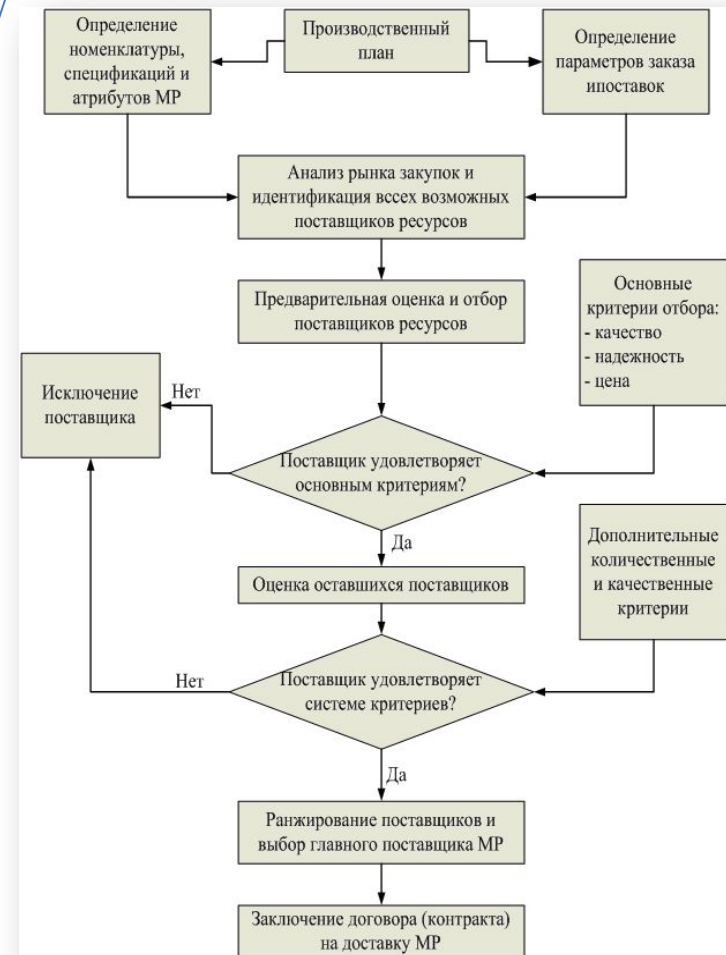 Определение
номенклатуры,
спецификаций и
атрибутов МР
Производственный
план
Определение
параметров заказа
ипоставок
Анализ рынка закупок и
идентификация вссех возможных
поставщиков ресурсов
Предварительная оценка и отбор
поставщиков ресурсов
Основные
критерии отбора:
- качество
- надежность
- цена
Исключение
поставщика
Нет
Поставщик удовлетворяет
основным критериям?
Да
Дополнительные
количественные
и качественные
критерии
Оценка оставшихся поставщиков
Нет
Поставщик удовлетворяет
системе критериев?
Да
Ранжирование поставщиков и
выбор главного поставщика МР
Заключение договора (контракта)
на доставку МР